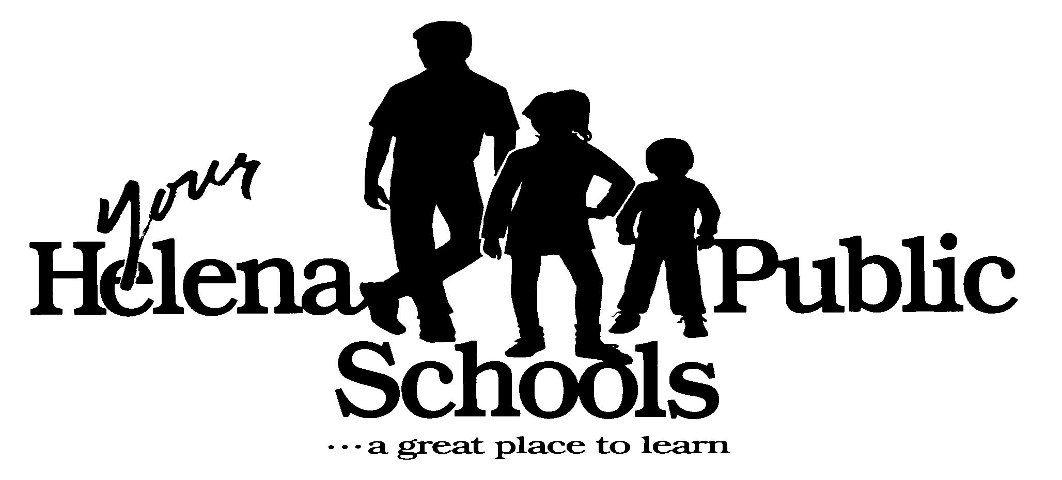 your
Helena Public
Schools
...a great place to learn